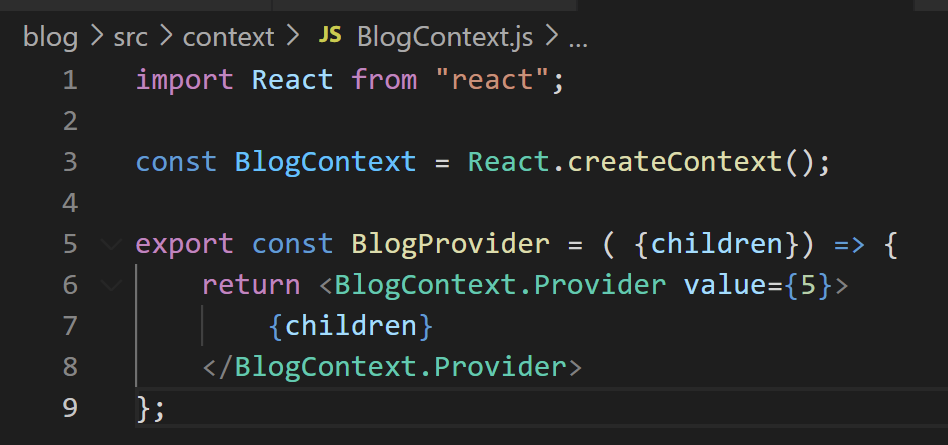 blog > src > context > JS BlogContext.js > ...
1 import React from "react";
2
3 const BlogContext = React.createContext();
4
5 export const BlogProvider = ( {children}) => {
6     return <BlogContext.Provider value={5}>
7         {children}
8     </BlogContext.Provider>
9 };